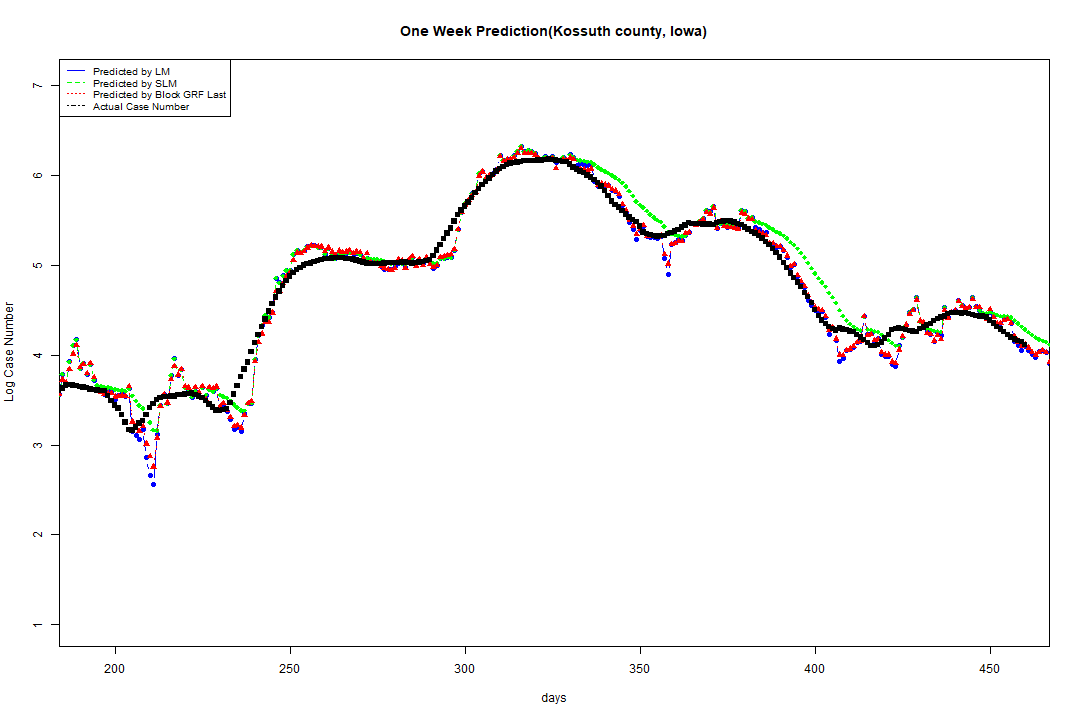 One Week Prediction(Kossuth county, Iowa)
Predicted by LM
Predicted by SLM
Predicted by Block GRF Last
Actual Case Number
Log Case Number
7
6
5
4
3
2
1
200 250 300 350 400 450
days